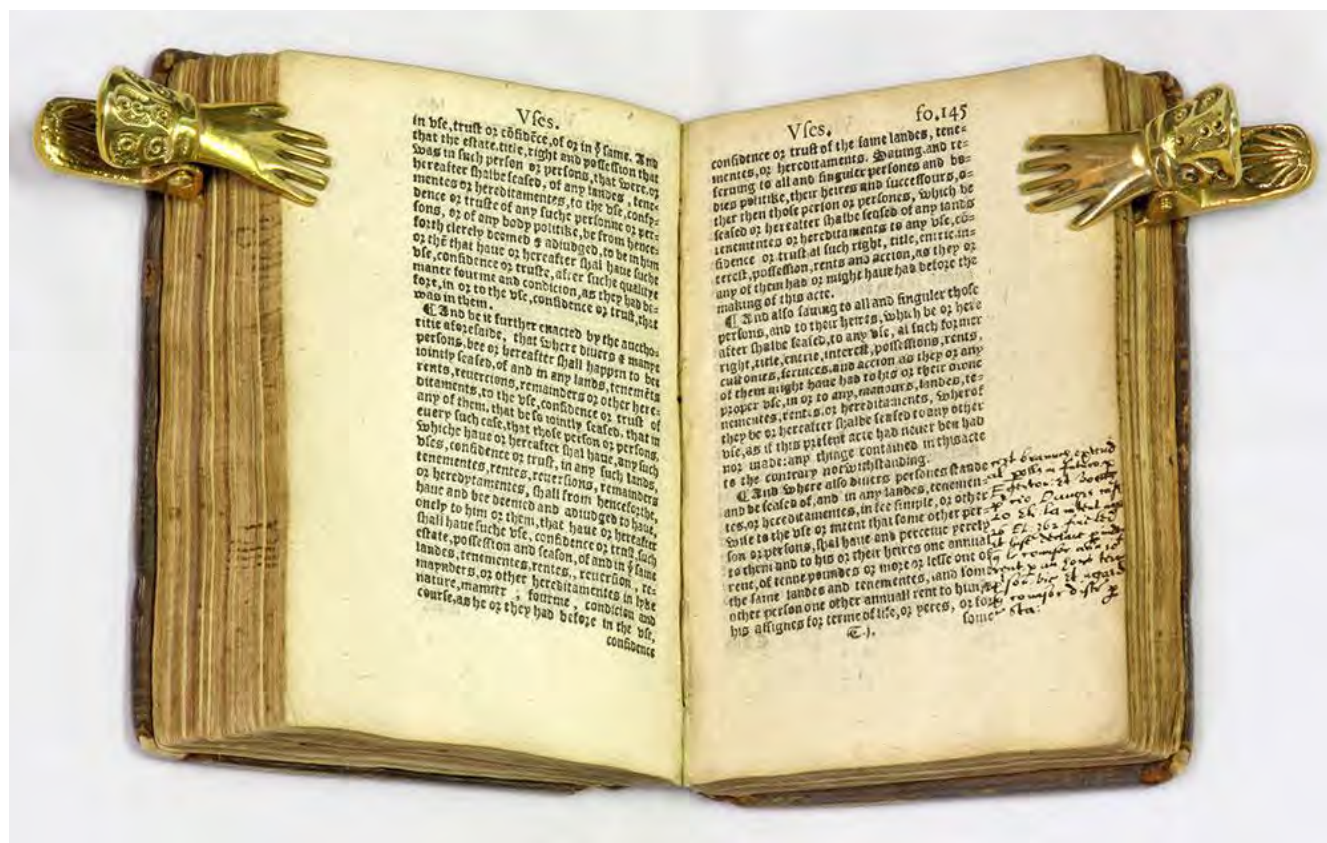 Vſes.
in vſe, truſt or cōfidēce, of or in ẏ ſame. And
that the eſtate, title, right and poſſeſſion that
was in ſuch perſon or perſons, that were, or
hereafter ſhalbe ſeaſed, of any landes, tene-
mentes or hereditamentes, to the vſe, confy-
dence or truſte of any ſuche perſonne or per-
ſons, or of any body politike, be from hence-
forth clerely deemed & adiudged, to be in him
or thē that haue or hereafter ſhal haue ſuche
vſe, confidence or truſte, after ſuche qualitye
maner fourme and condicion, as they had be-
fore, in or to the vſe, confidence or truſt, that
was in them.
¶ And be it further enacted by the auctho-
ritie aforeſaide, that where diuers & manye
perſons, bee or hereafter ſhall happen to bee
iointly ſeaſed, of and in any lands, tenemēts
rents, reuercions, remainders or other here-
ditaments, to the vſe, confidence or truſt of
any of them, that be ſo iointly ſeaſed, that in
euery ſuch caſe, that thoſe perſon or perſons,
whiche haue or hereafter ſhal haue, any ſuch
vſes, confidence or truſt, in any ſuch lands,
tenementes, rentes, reuerſions, remainders
or heredytamentes, ſhall from henceforthe,
haue and bee deemed and adiudged to haue,
onely to him or them, that haue or hereafter
ſhall haue ſuche vſe, confidence or truſt, ſuch
eſtate, poſſeſſion and ſeaſon, of and in ẏ ſame
landes, tenementes, rentes,, reuerſion, re-
maynders, or other hereditamentes in lyke
nature, manner, fourme, condicion and
courſe, as he or they had before in the vſe,
confidence
Vſes. fo.145
confidence or truſt of the ſame landes, tene-
mentes, or hereditaments. Sauing and re-
ſeruing to all and ſinguler perſones and bo-
dies politike, their heires and ſucceſſours, o-
ther then thoſe perſon or perſones, which be
ſeaſed or hereafter ſhalbe ſeaſed of any lands
tenementes or hereditaments to any vſe, cō-
fidence or truſt al ſuch right, title, entrie, in-
tereſt, poſſeſſion, rents and action, as they or
any of them had or might haue had before the
making of this acte.
¶ And alſo ſauing to all and ſinguler thoſe
perſons, and to their heires, which be or here
after ſhalbe ſeaſed, to any vſe, al ſuch former
right, title, entrie, intereſt, poſſeſſions, rents,
cuſtomes, ſeruices, and action as they or any
of them might haue had to his or their owne
proper vſe, in or to any, manours, landes, te-
nementes, rentes, or hereditaments, wherof
they be or hereafter ſhalbe ſeaſed to any other
vſe, as if this preſent acte had neuer ben had
nor made: any thinge contained in this acte
to the contrary notwithſtanding.
¶ And where alſo diuers perſones ſtande
and be ſeaſed of, and in any landes, tenemen-
tes, or hereditamentes, in fee ſimple, or other
wiſe to the vſe or intent that ſome other per-
ſon or perſons, ſhal haue and perceiue yerely
to them and to his or their heires one annual
rent, of tenne poundes or more or leſſe out of
the ſame landes and tenementes, and ſome
other perſon one other annuall rent to him &
his aſſignes for terme of life, or yeres, or for
T.j. ſome